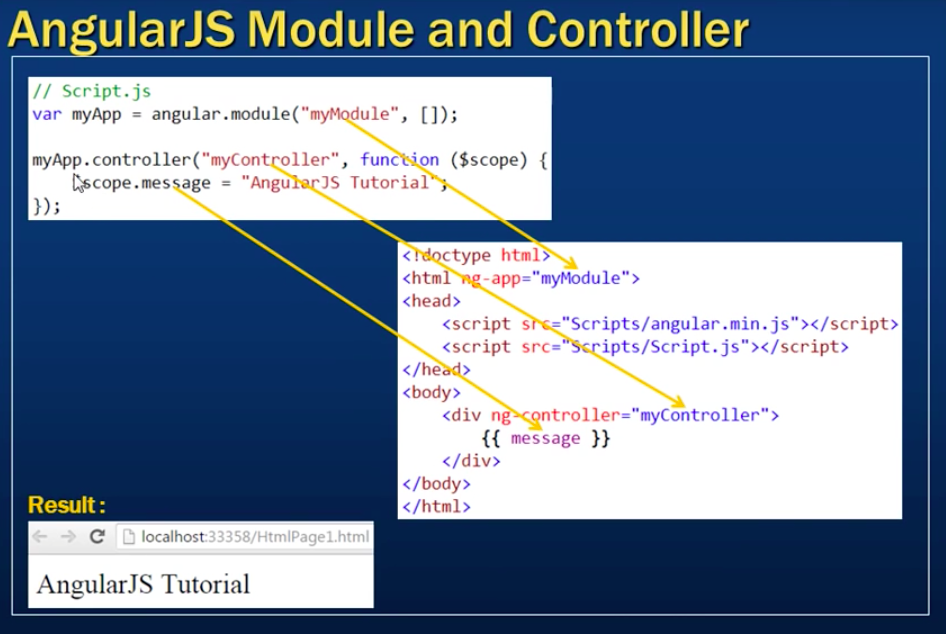 AngularJS Module and Controller
// Script.js
var myApp = angular.module("myModule", []);
myApp.controller("myController", function ($scope) {
$scope.message = "AngularJS Tutorial";
});
<!doctype html>
<html ng-app="myModule">
<head>
<script src="Scripts/angular.min.js"></script>
<script src="Scripts/Script.js"></script>
</head>
<body>
<div ng-controller="myController">
{{ message }}
</div>
</body>
</html>
Result :
localhost:33358/HtmlPage1.html
AngularJS Tutorial